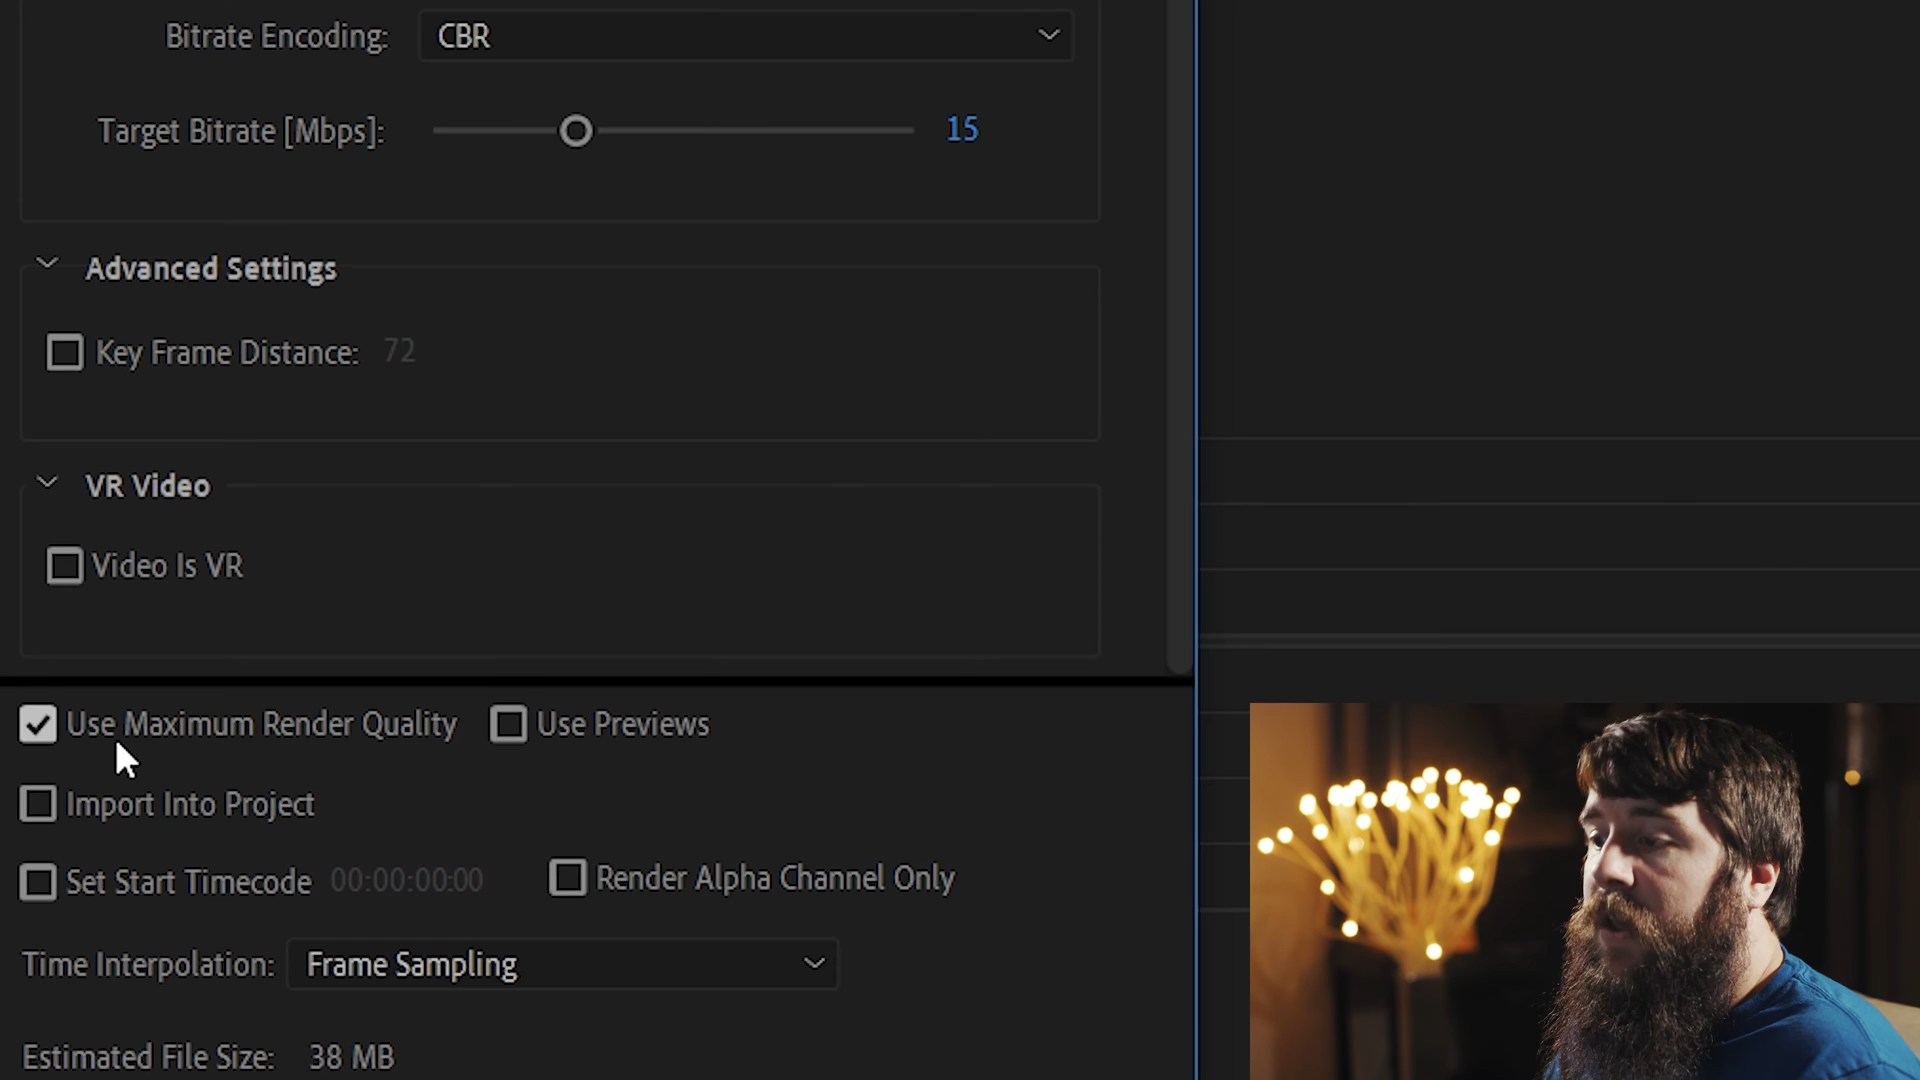 Bitrate Encoding: CBR
Target Bitrate [Mbps]: 15
Advanced Settings
Key Frame Distance: 72
VR Video
Video Is VR
Use Maximum Render Quality Use Previews
Import Into Project
Set Start Timecode 00:00:00:00 Render Alpha Channel Only
Time Interpolation: Frame Sampling
Estimated File Size: 38 MB